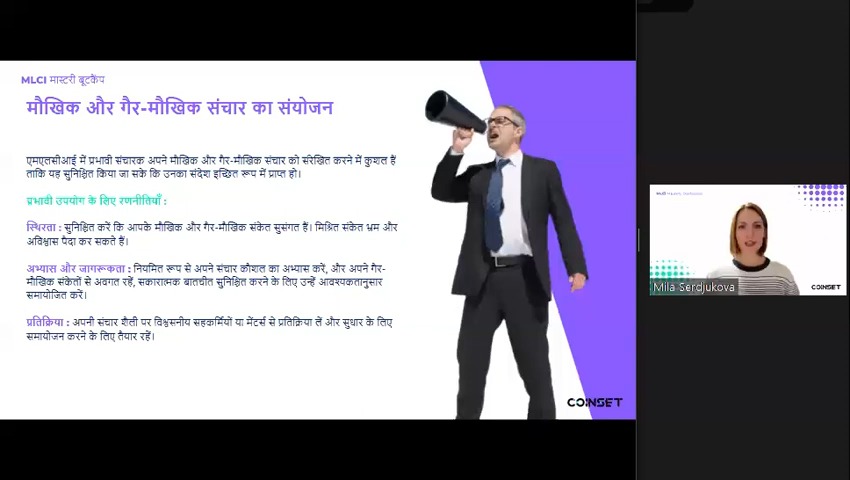 MLCI मास्टरी बूटकैंप
मौखिक और गैर-मौखिक संचार का संयोजन
एमएलसीआई में प्रभावी संचारक अपने मौखिक और गैर-मौखिक संचार को संरेखित करने में कुशल हैं
ताकि यह सुनिश्चित किया जा सके कि उनका संदेश इच्छित रूप में प्राप्त हो।
प्रभावी उपयोग के लिए रणनीतियाँ :
स्थिरता : सुनिश्चित करें कि आपके मौखिक और गैर-मौखिक संकेत सुसंगत हैं। मिश्रित संकेत भ्रम और
अविश्वास पैदा कर सकते हैं।
अभ्यास और जागरूकता : नियमित रूप से अपने संचार कौशल का अभ्यास करें, और अपने गैर-
मौखिक संकेतों से अवगत रहें, सकारात्मक बातचीत सुनिश्चित करने के लिए उन्हें आवश्यकतानुसार
समायोजित करें।
प्रतिक्रिया : अपनी संचार शैली पर विश्वसनीय सहकर्मियों या मेंटर्स से प्रतिक्रिया लें और सुधार के लिए
समायोजन करने के लिए तैयार रहें।
COINSET
Mila Serdjukova
COINSET